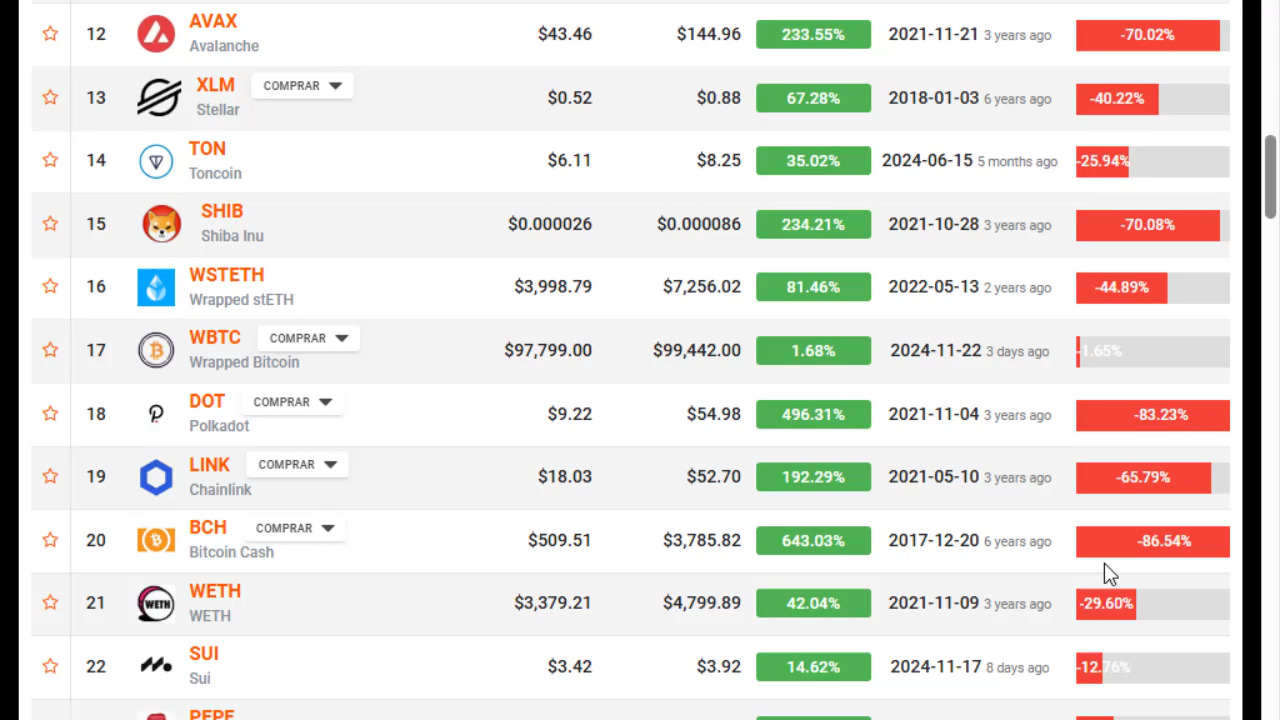 12 AVAX $43.46 $144.96 233.55% 2021-11-21 3 years ago -70.02%
Avalanche
13 XLM COMPRAR $0.52 $0.88 67.28% 2018-01-03 6 years ago -40.22%
Stellar
14 TON $6.11 $8.25 35.02% 2024-06-15 5 months ago -25.94%
Toncoin
15 SHIB $0.000026 $0.000086 234.21% 2021-10-28 3 years ago -70.08%
Shiba Inu
16 WSTETH $3,998.79 $7,256.02 81.46% 2022-05-13 2 years ago -44.89%
Wrapped stETH
17 WBTC COMPRAR $97,799.00 $99,442.00 1.68% 2024-11-22 3 days ago -1.65%
Wrapped Bitcoin
18 DOT COMPRAR $9.22 $54.98 496.31% 2021-11-04 3 years ago -83.23%
Polkadot
19 LINK COMPRAR $18.03 $52.70 192.29% 2021-05-10 3 years ago -65.79%
Chainlink
20 BCH COMPRAR $509.51 $3,785.82 643.03% 2017-12-20 6 years ago -86.54%
Bitcoin Cash
21 WETH $3,379.21 $4,799.89 42.04% 2021-11-09 3 years ago -29.60%
WETH
WETH
22 SUI $3.42 $3.92 14.62% 2024-11-17 8 days ago -12.76%
Sui
PEPE